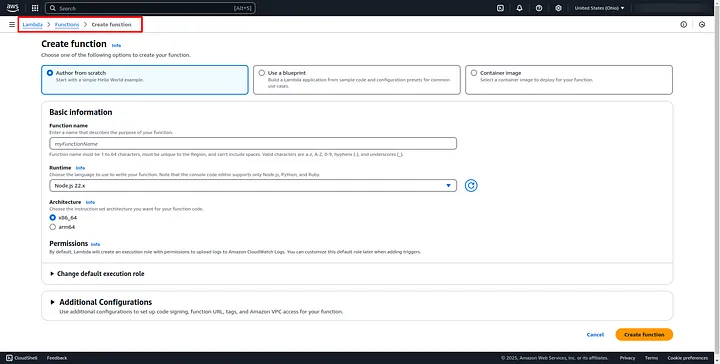 aws
Search
[Alt+S]
United States (Ohio)
Lambda > Functions > Create function
Create function Info
Choose one of the following options to create your function.
Author from scratch
Start with a simple Hello World example.
Use a blueprint
Build a Lambda application from sample code and configuration presets for common
use cases.
Container image
Select a container image to deploy for your function.
Basic information
Function name
Enter a name that describes the purpose of your function.
myFunctionName
Function name must be 1 to 64 characters, must be unique to the Region, and can't include spaces. Valid characters are a-z, A-Z, 0-9, hyphens (-), and underscores (_).
Runtime Info
Choose the language to use to write your function. Note that the console code editor supports only Node.js, Python, and Ruby.
Node.js 22.x
Architecture Info
Choose the instruction set architecture you want for your function code.
x86_64
arm64
Permissions Info
By default, Lambda will create an execution role with permissions to upload logs to Amazon CloudWatch Logs. You can customize this default role later when adding triggers.
Change default execution role
Additional Configurations
Use additional configurations to set up code signing, function URL, tags, and Amazon VPC access for your function.
Cancel
Create function
CloudShell Feedback
© 2025, Amazon Web Services, Inc. or its affiliates. Privacy Terms Cookie preferences